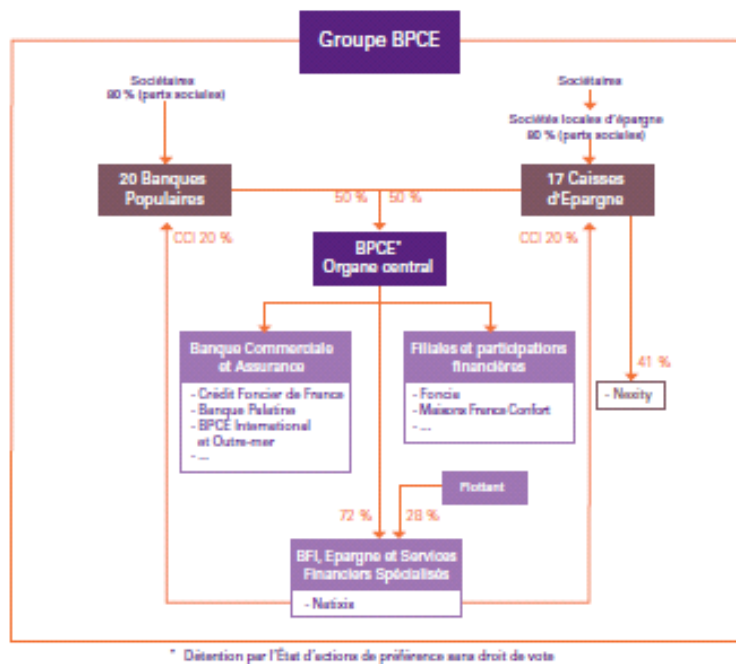 Groupe BPCE
Sociétaires
80 % (parts sociales)
Sociétaires
Société locales d'épargne
80 % (parts sociales)
20 Banques
Populaires
17 Caisses
d'Epargne
50 %
50 %
CCI 20 %
CCI 20 %
BPCE*
Organe central
Banque Commerciale
et Assurance
- Crédit Foncier de France
- Banque Palatine
- BPCE International
et Outre-mer
- ...
Filiales et participations
financières
- Foncia
- Maisons France Confort
- ...
41 %
- Nexity
Flottant
72 %
28 %
BFI, Epargne et Services
Financiers Spécialisés
- Natixis
* Détention par l'État d'actions de préférence sans droit de vote